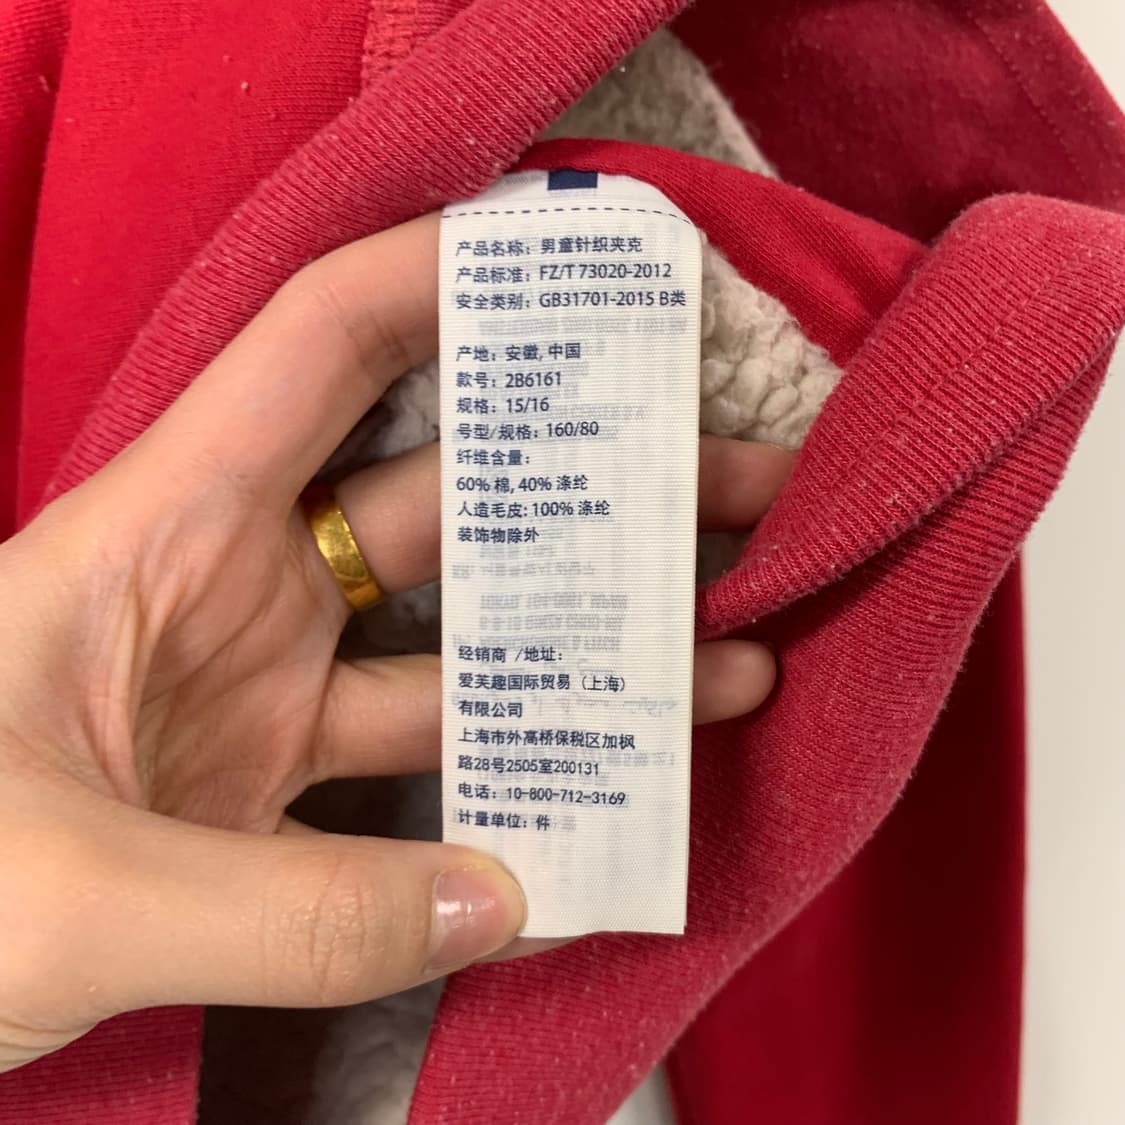 产品名称：男童针织夹克
产品标准：FZ/T 73020-2012
安全类别：GB31701-2015 B类
产地：安徽, 中国
款号：2B6161
规格：15/16
号型/规格：160/80
纤维含量：
60% 棉, 40% 涤纶
人造毛皮: 100% 涤纶
装饰物除外
经销商 /地址：
爱芙趣国际贸易（上海）
有限公司
上海市外高桥保税区加枫
路28号2505室200131
电话：10-800-712-3169
计量单位：件